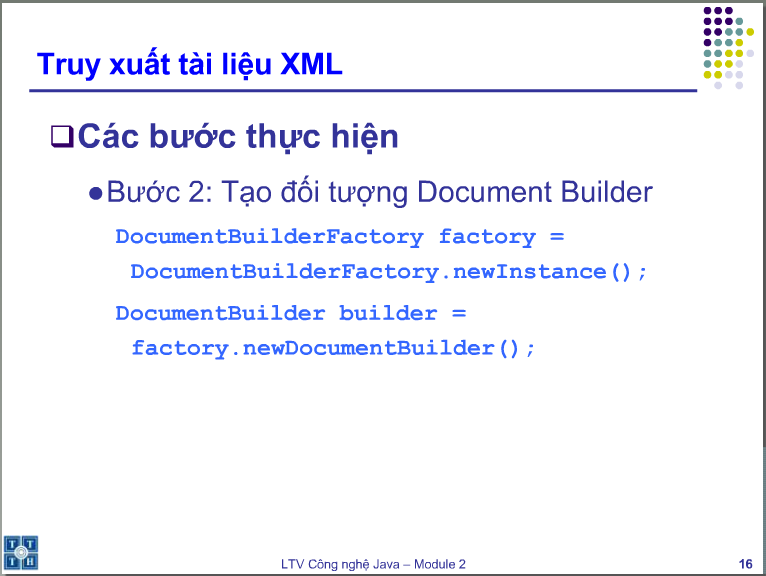 Truy xuất tài liệu XML
Các bước thực hiện
Bước 2: Tạo đối tượng Document Builder
DocumentBuilderFactory factory =
DocumentBuilderFactory.newInstance();
DocumentBuilder builder =
factory.newDocumentBuilder();
T T
T H
LTV Công nghệ Java – Module 2
16